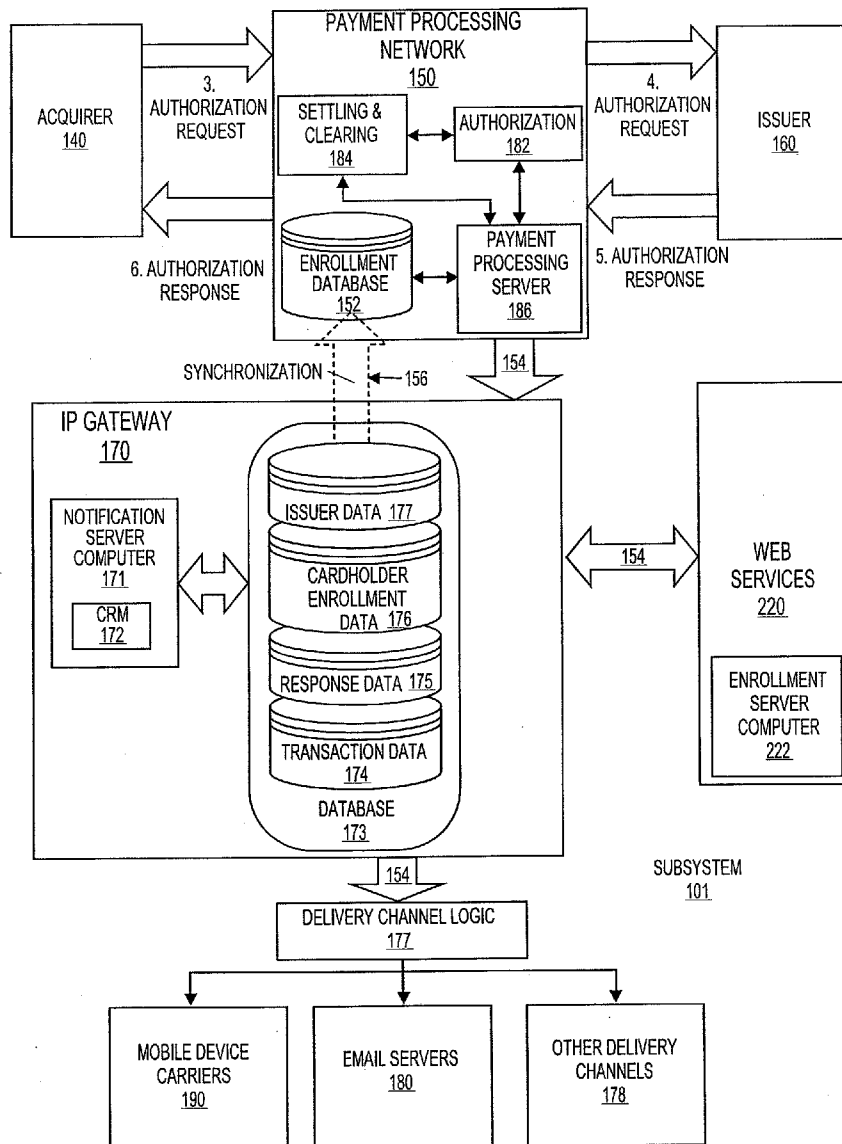 PAYMENT PROCESSING
NETWORK
150
ACQUIRER
140
3.
AUTHORIZATION
REQUEST
SETTLING &
CLEARING
184
AUTHORIZATION
182
4.
AUTHORIZATION
REQUEST
ISSUER
160
6. AUTHORIZATION
RESPONSE
ENROLLMENT
DATABASE
152
PAYMENT
PROCESSING
SERVER
186
5. AUTHORIZATION
RESPONSE
SYNCHRONIZATION
156
154
IP GATEWAY
170
NOTIFICATION
SERVER
COMPUTER
171
CRM
172
ISSUER DATA 177
CARDHOLDER
ENROLLMENT
DATA 176
RESPONSE DATA 175
TRANSACTION DATA
174
DATABASE
173
154
WEB
SERVICES
220
ENROLLMENT
SERVER
COMPUTER
222
SUBSYSTEM
101
154
DELIVERY CHANNEL LOGIC
177
MOBILE DEVICE
CARRIERS
190
EMAIL SERVERS
180
OTHER DELIVERY
CHANNELS
178